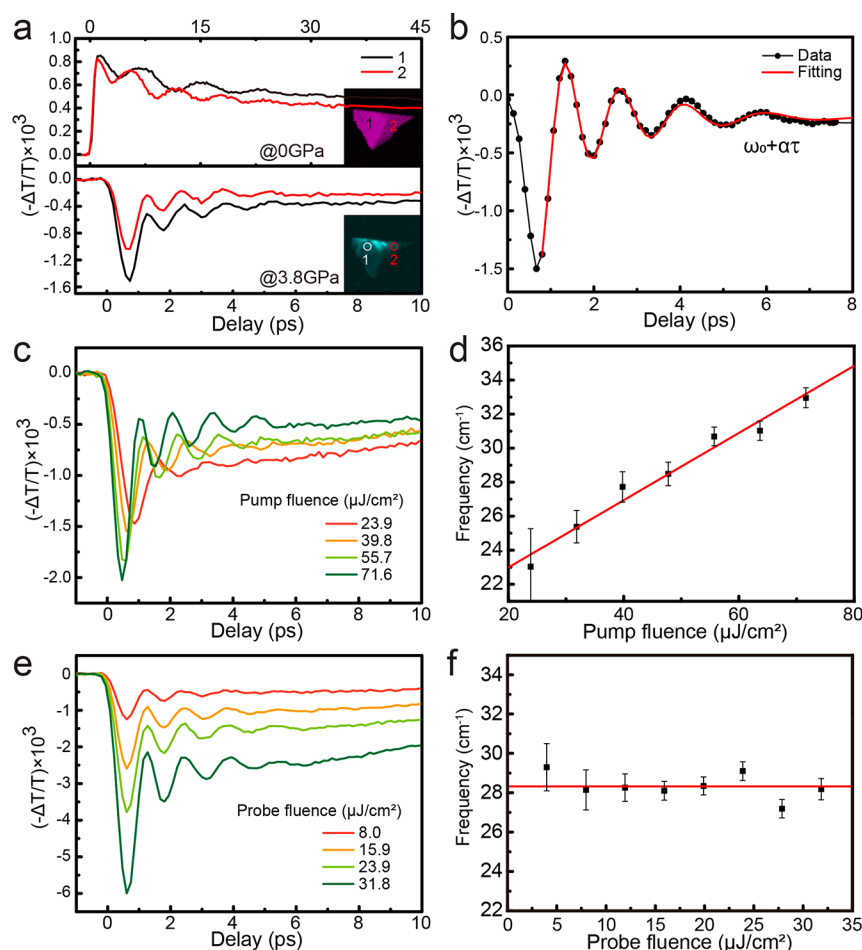 a
0 15 30 45
(-ΔT/T)×10³
1.0
0.8
0.6
0.4
0.2
0.0
1
2
1
2
@0GPa
(-ΔT/T)×10³
0.0
-0.4
-0.8
-1.2
-1.6
1
2
@3.8GPa
0 2 4 6 8 10
Delay (ps)
b
(-ΔT/T)×10³
0.5
0.0
-0.5
-1.0
-1.5
Data
Fitting
ω₀+ατ
0 2 4 6 8
Delay (ps)
c
(-ΔT/T)×10³
0.0
-0.5
-1.0
-1.5
-2.0
Pump fluence (μJ/cm²)
23.9
39.8
55.7
71.6
0 2 4 6 8 10
Delay (ps)
d
Frequency (cm⁻¹)
36
34
32
30
28
26
24
22
20 40 60 80
Pump fluence (μJ/cm²)
e
(-ΔT/T)×10³
0
-1
-2
-3
-4
-5
-6
Probe fluence (μJ/cm²)
8.0
15.9
23.9
31.8
0 2 4 6 8 10
Delay (ps)
f
Frequency (cm⁻¹)
34
32
30
28
26
24
22
0 5 10 15 20 25 30 35
Probe fluence (μJ/cm²)